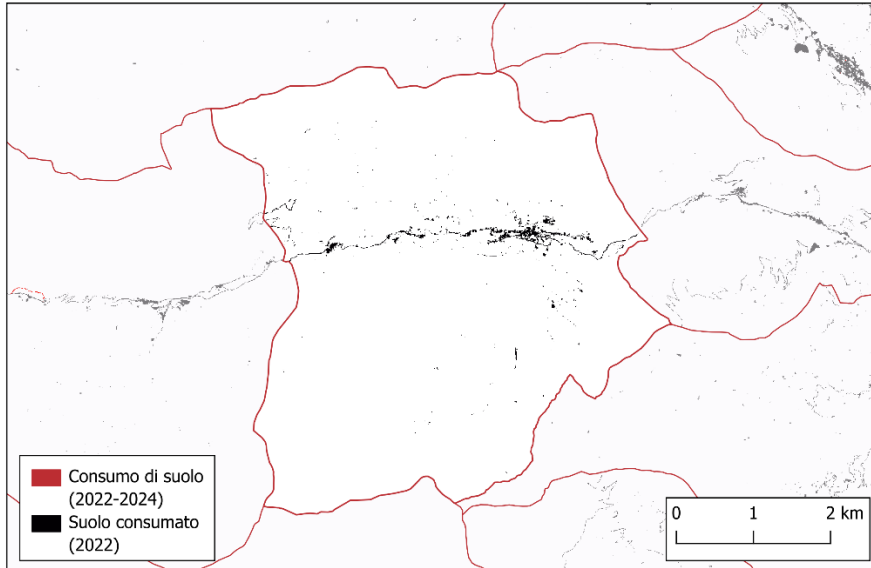 Consumo di suolo
(2022-2024)
Suolo consumato
(2022)
0 1 2 km